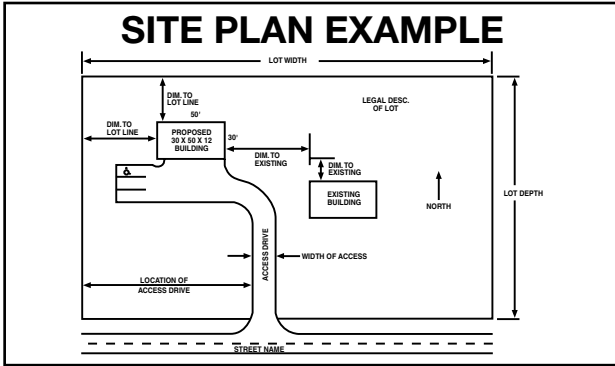 SITE PLAN EXAMPLE
LOT WIDTH
DIM. TO
LOT LINE
50'
LEGAL DESC.
OF LOT
DIM. TO
LOT LINE
PROPOSED
30 X 50 X 12
BUILDING
30'
DIM. TO
EXISTING
DIM. TO
EXISTING
EXISTING
BUILDING
NORTH
LOT DEPTH
ACCESS DRIVE
WIDTH OF ACCESS
LOCATION OF
ACCESS DRIVE
STREET NAME